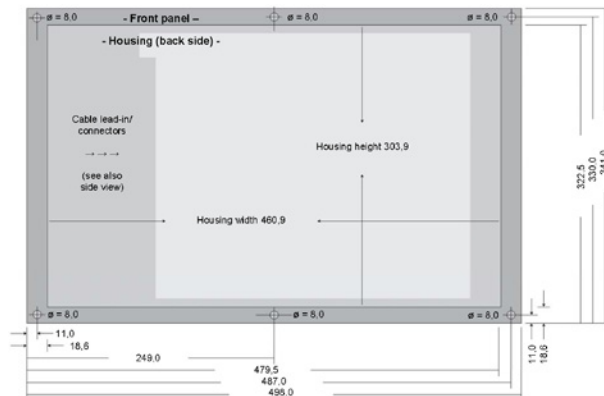 ø = 8,0
- Front panel –
ø = 8,0
ø = 8,0
- Housing (back side) -
Cable lead-in/
connectors
(see also
side view)
Housing height 303,9
Housing width 460,9
322,5
330,0
341,0
ø = 8,0
ø = 8,0
ø = 8,0
11,0
18,6
11,0
18,6
249,0
479,5
487,0
498,0